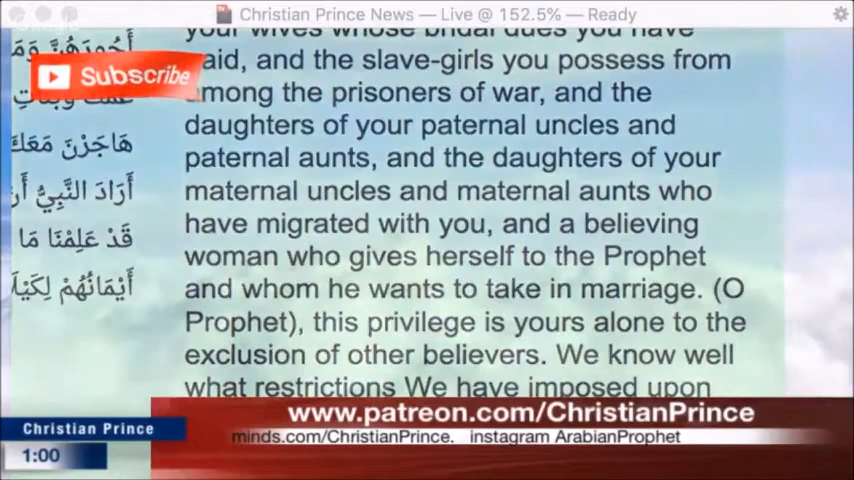 Christian Prince News — Live @ 152.5% — Ready
your wives whose bridal dues you have
paid, and the slave-girls you possess from
among the prisoners of war, and the
daughters of your paternal uncles and
paternal aunts, and the daughters of your
maternal uncles and maternal aunts who
have migrated with you, and a believing
woman who gives herself to the Prophet
and whom he wants to take in marriage. (O
Prophet), this privilege is yours alone to the
exclusion of other believers. We know well
what restrictions We have imposed upon
أُجُورَهُنَّ وَمَ
هَاجَرْنَ مَعَكَ
أَرَادَ النَّبِيُّ أَن
قَدْ عَلِمْنَا مَا
أَيْمَانُهُمْ لِكَيْلَا
Subscribe
www.patreon.com/ChristianPrince
minds.com/ChristianPrince. instagram ArabianProphet
Christian Prince
1:00